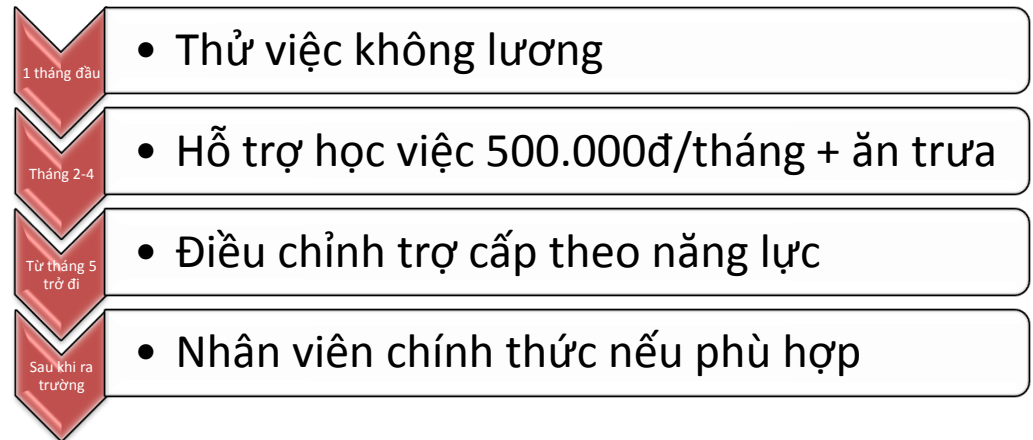 1 tháng đầu
• Thử việc không lương
Tháng 2-4
• Hỗ trợ học việc 500.000đ/tháng + ăn trưa
Từ tháng 5
trở đi
• Điều chỉnh trợ cấp theo năng lực
Sau khi ra
trường
• Nhân viên chính thức nếu phù hợp